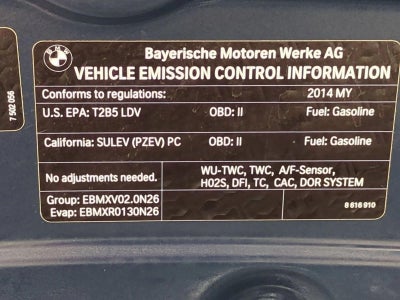 BMW
Bayerische Motoren Werke AG
VEHICLE EMISSION CONTROL INFORMATION
Conforms to regulations: 2014 MY
U.S. EPA: T2B5 LDV OBD: II Fuel: Gasoline
California: SULEV (PZEV) PC OBD: II Fuel: Gasoline
No adjustments needed. WU-TWC, TWC, A/F-Sensor,
H02S, DFI, TC, CAC, DOR SYSTEM
Group: EBMXV02.0N26
Evap: EBMXR0130N26
8 616 910
7 502 056